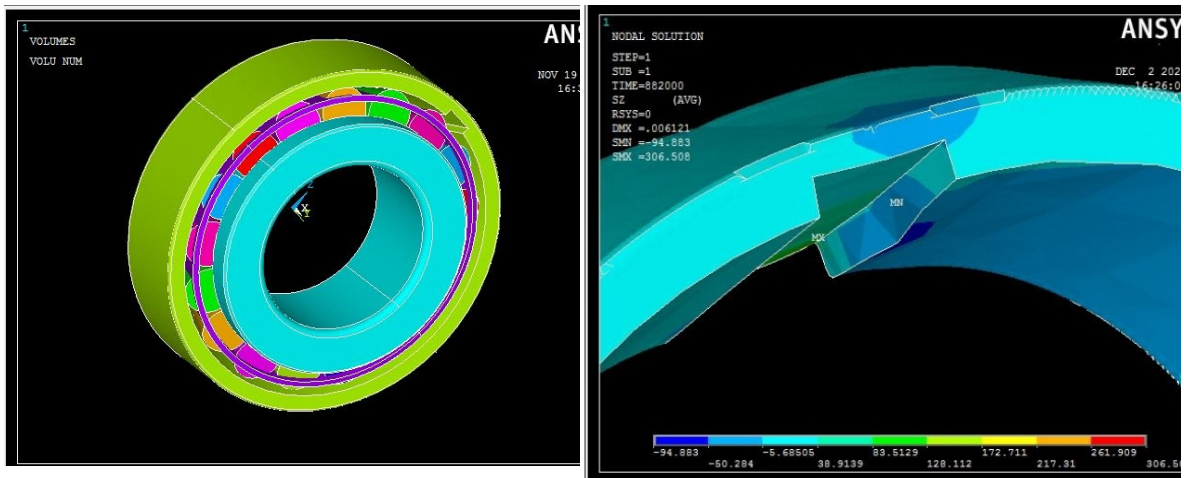 1
VOLUMES
VOLU NUM
ANS
NOV 19
16:3
Z
X
Y
1
NODAL SOLUTION
STEP=1
SUB =1
TIME=882000
SZ (AVG)
RSYS=0
DMX =.006121
SMN =-94.883
SMX =306.508
ANSY
DEC 2 202
16:26:0
MN
MX
-94.883 -5.68505 83.5129 172.711 261.909
-50.284 38.9139 128.112 217.31 306.50